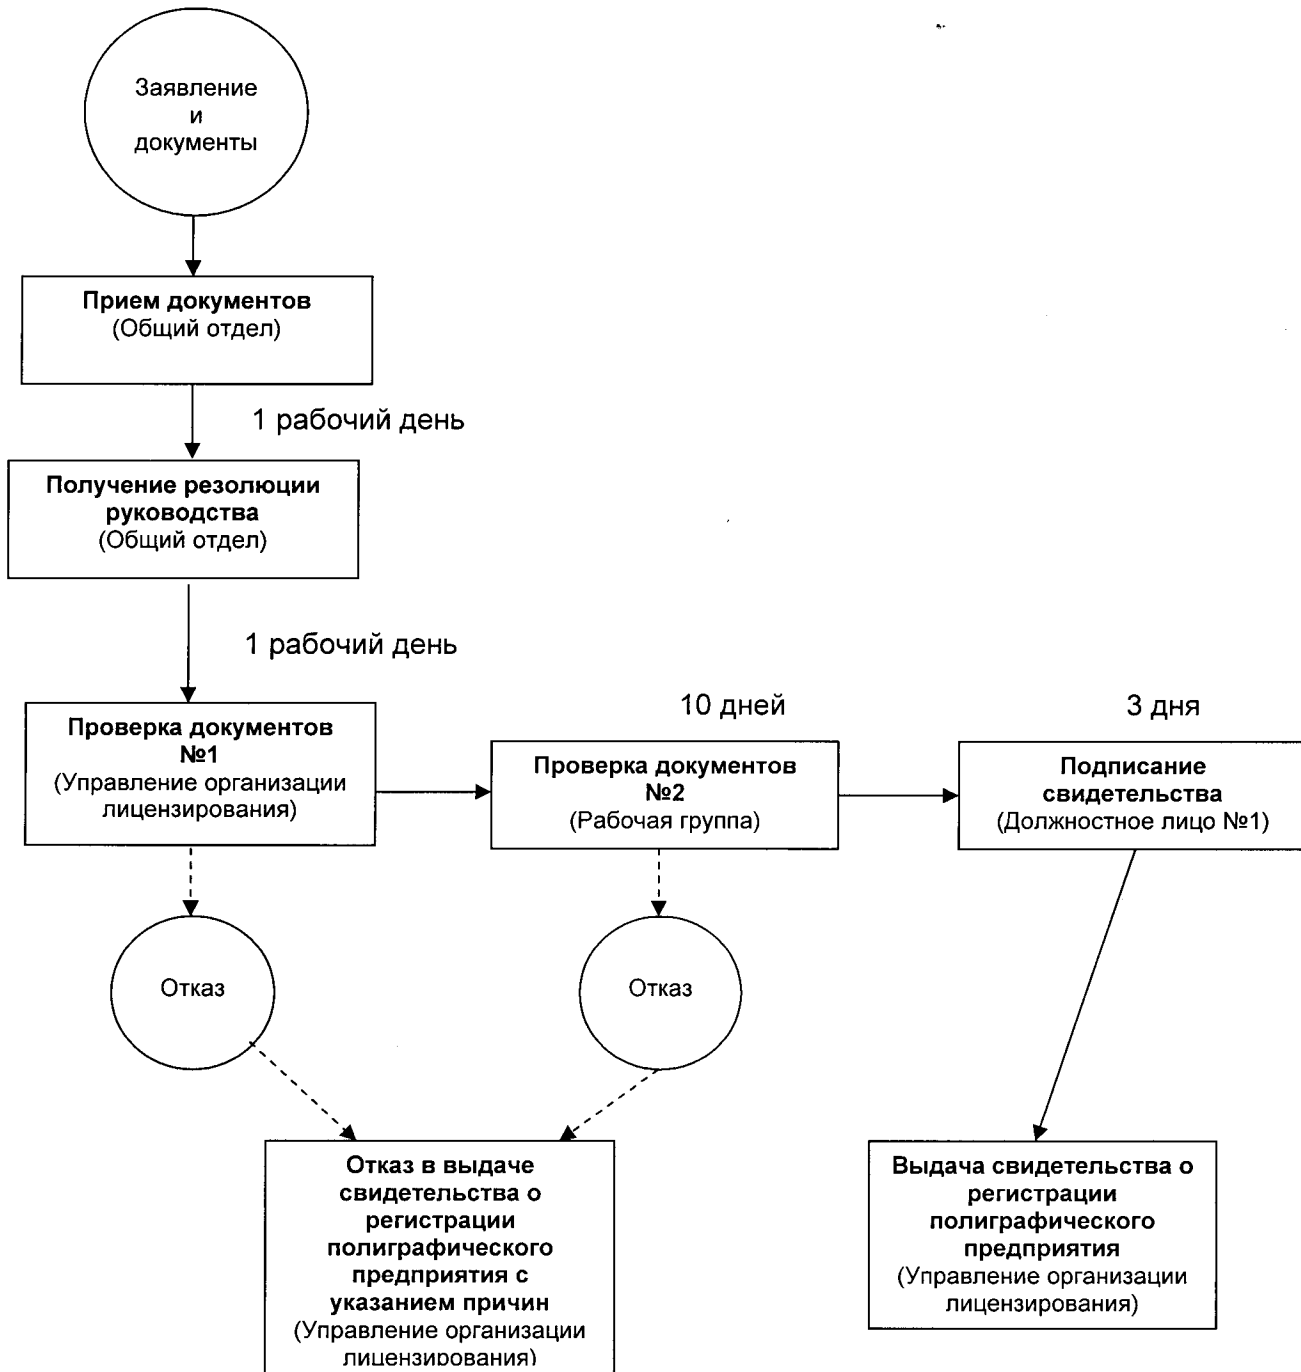 Заявление
и
документы
Прием документов
(Общий отдел)
1 рабочий день
Получение резолюции
руководства
(Общий отдел)
1 рабочий день
10 дней
3 дня
Проверка документов
№1
(Управление организации
лицензирования)
Проверка документов
№2
(Рабочая группа)
Подписание
свидетельства
(Должностное лицо №1)
Отказ
Отказ
Отказ в выдаче
свидетельства о
регистрации
полиграфического
предприятия с
указанием причин
(Управление организации
лицензирования)
Выдача свидетельства о
регистрации
полиграфического
предприятия
(Управление организации
лицензирования)